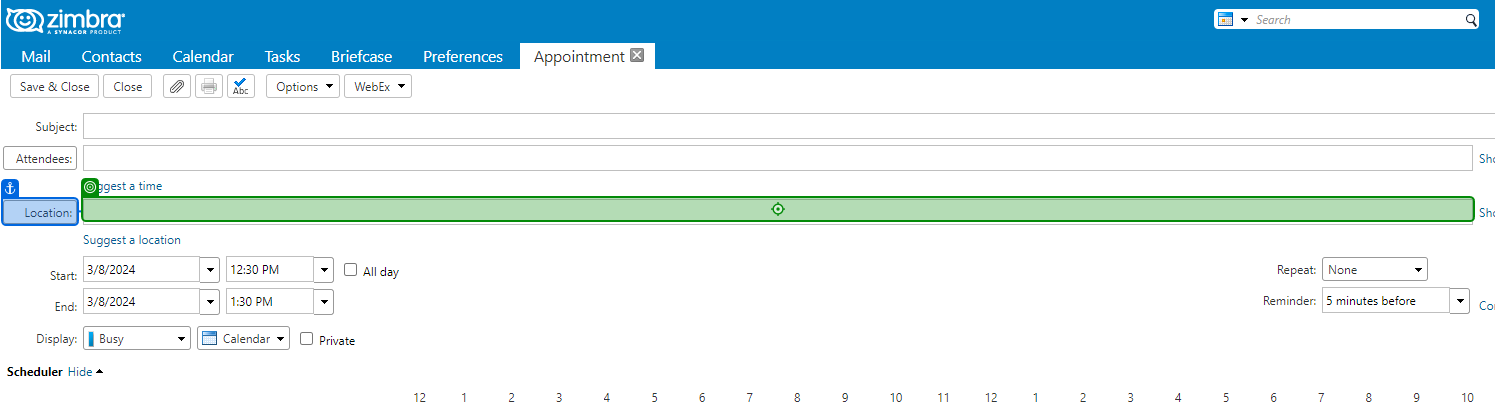 zimbra
A SYNACOR PRODUCT
Search
Mail Contacts Calendar Tasks Briefcase Preferences Appointment
Save & Close Close Abc Options WebEx
Subject:
Attendees:
ggest a time
Location:
Suggest a location
Start: 3/8/2024 12:30 PM All day Repeat: None
End: 3/8/2024 1:30 PM Reminder: 5 minutes before
Display: Busy Calendar Private
Scheduler Hide
12 1 2 3 4 5 6 7 8 9 10 11 12 1 2 3 4 5 6 7 8 9 10